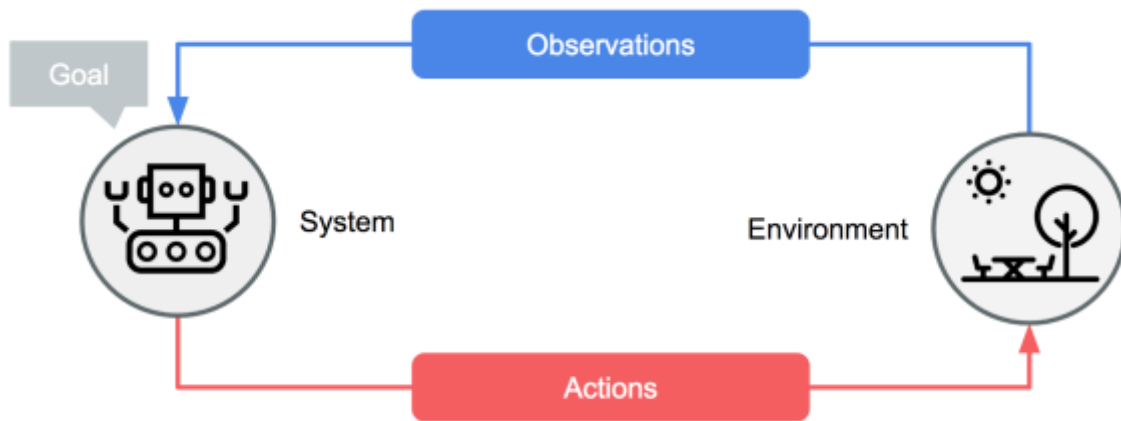 Observations
Goal
System
Environment
Actions